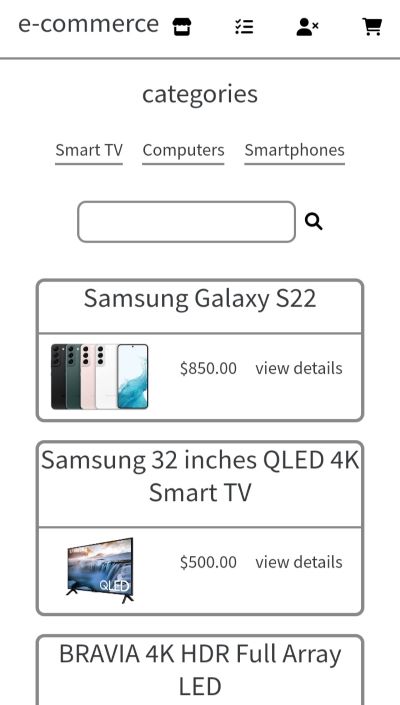 e-commerce
categories
Smart TV Computers Smartphones
Samsung Galaxy S22
$850.00 view details
Samsung 32 inches QLED 4K
Smart TV
QLED
$500.00 view details
BRAVIA 4K HDR Full Array
LED